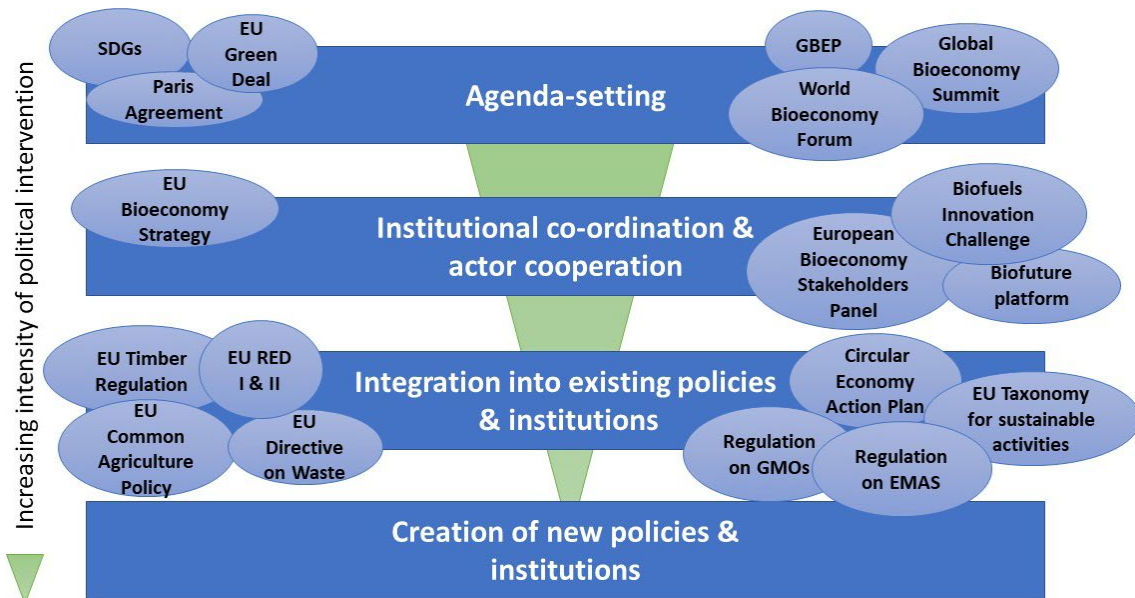 Increasing intensity of political intervention
SDGs
EU
Green
Deal
Paris
Agreement
Agenda-setting
GBEP
Global
Bioeconomy
Summit
World
Bioeconomy
Forum
EU
Bioeconomy
Strategy
Institutional co-ordination &
actor cooperation
European
Bioeconomy
Stakeholders
Panel
Biofuels
Innovation
Challenge
Biofuture
platform
EU Timber
Regulation
EU RED
I & II
EU
Common
Agriculture
Policy
EU
Directive
on Waste
Integration into existing policies
& institutions
Circular
Economy
Action Plan
EU Taxonomy
for sustainable
activities
Regulation
on GMOs
Regulation
on EMAS
Creation of new policies &
institutions